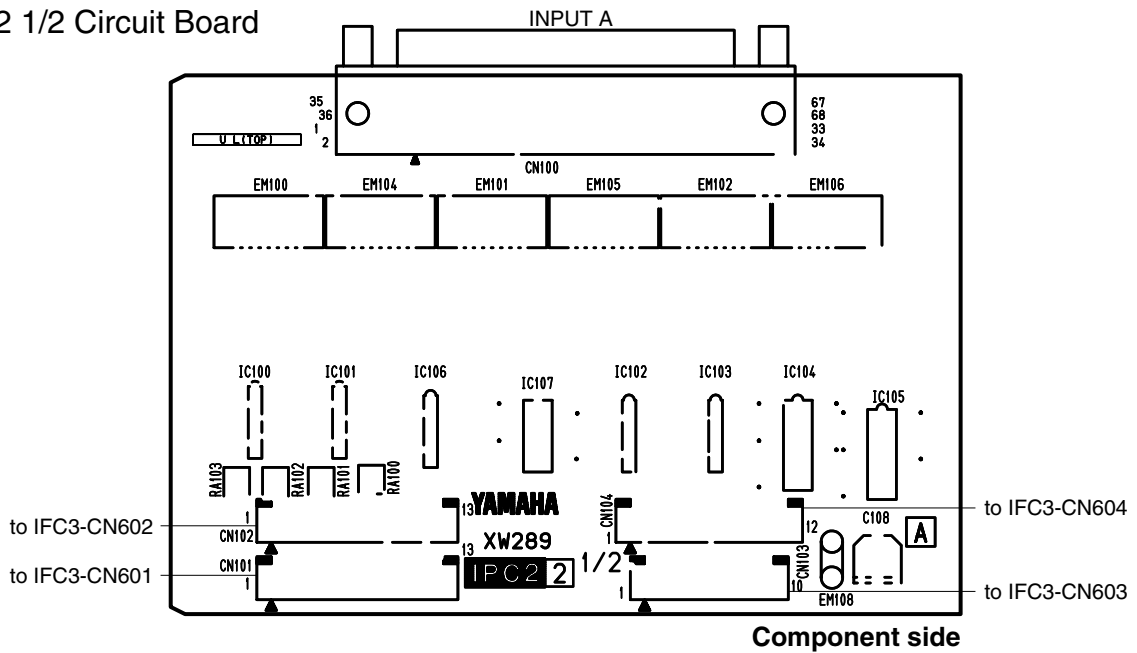 2 1/2 Circuit Board
INPUT A
35
36
1
2
67
68
33
34
U L(TOP)
CN100
EM100
EM104
EM101
EM105
EM102
EM106
IC100
IC101
IC106
IC107
IC102
IC103
IC104
IC105
RA103
RA102
RA101
RA100
1
CN102
13
YAMAHA
CN104
1
12
C108
A
to IFC3-CN602
to IFC3-CN604
XW289
CN101
1
13
IPC2 2 1/2
1
CN103
10
EM108
to IFC3-CN601
to IFC3-CN603
Component side